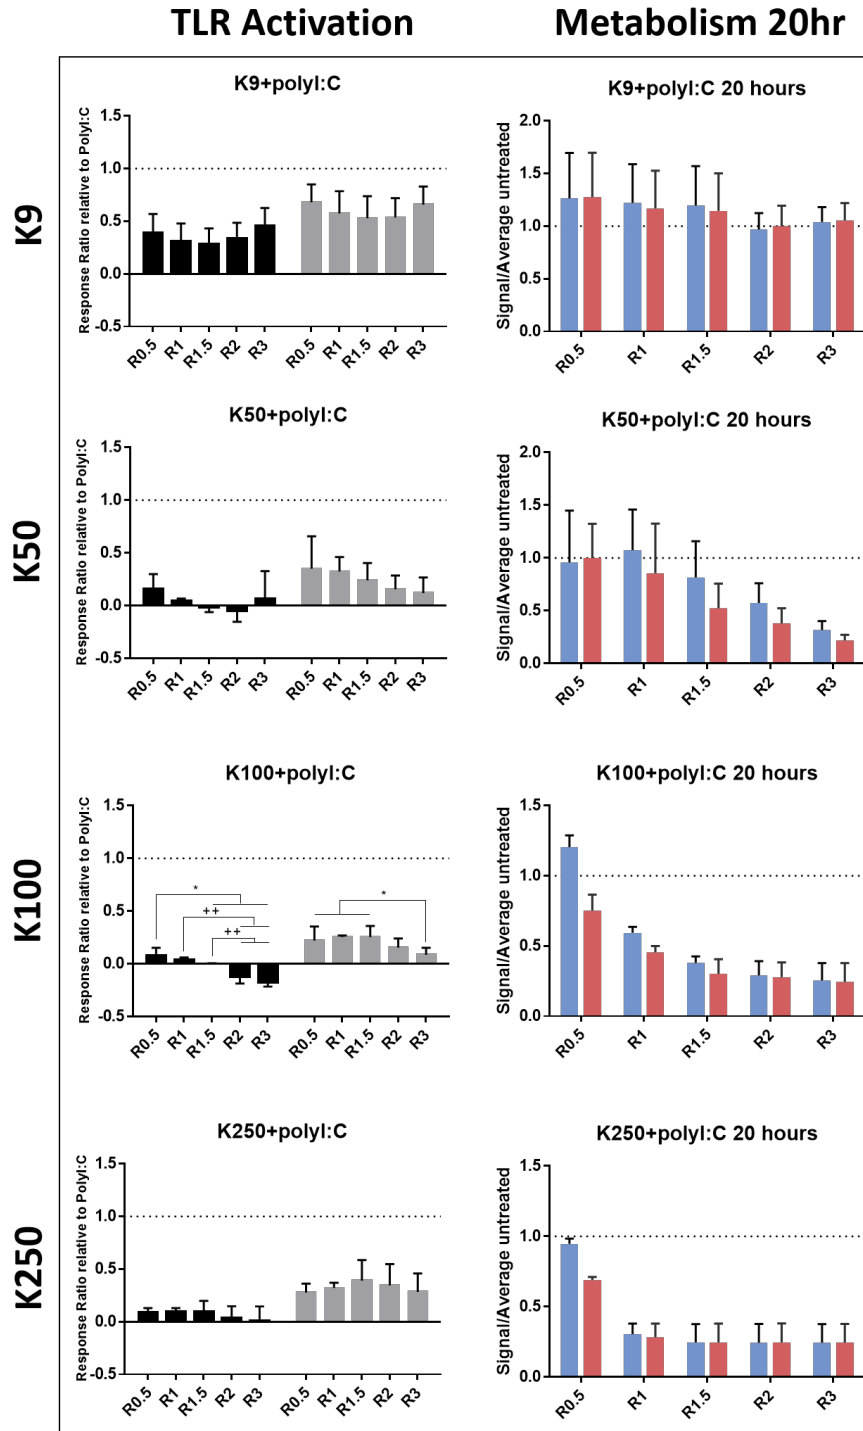 TLR Activation
Metabolism 20hr
K9
K9+polyI:C
Response Ratio relative to PolyI:C
1.5
1.0
0.5
0.0
-0.5
R0.5 R1 R1.5 R2 R3 R0.5 R1 R1.5 R2 R3
K9+polyI:C 20 hours
Signal/Average untreated
2.0
1.5
1.0
0.5
0.0
R0.5 R1 R1.5 R2 R3
K50
K50+polyI:C
Response Ratio relative to PolyI:C
1.5
1.0
0.5
0.0
-0.5
R0.5 R1 R1.5 R2 R3 R0.5 R1 R1.5 R2 R3
K50+polyI:C 20 hours
Signal/Average untreated
2.0
1.5
1.0
0.5
0.0
R0.5 R1 R1.5 R2 R3
K100
K100+polyI:C
Response Ratio relative to PolyI:C
1.5
1.0
0.5
0.0
-0.5
* 
++
++
*
R0.5 R1 R1.5 R2 R3 R0.5 R1 R1.5 R2 R3
K100+polyI:C 20 hours
Signal/Average untreated
1.5
1.0
0.5
0.0
R0.5 R1 R1.5 R2 R3
K250
K250+polyI:C
Response Ratio relative to PolyI:C
1.5
1.0
0.5
0.0
-0.5
R0.5 R1 R1.5 R2 R3 R0.5 R1 R1.5 R2 R3
K250+polyI:C 20 hours
Signal/Average untreated
1.5
1.0
0.5
0.0
R0.5 R1 R1.5 R2 R3